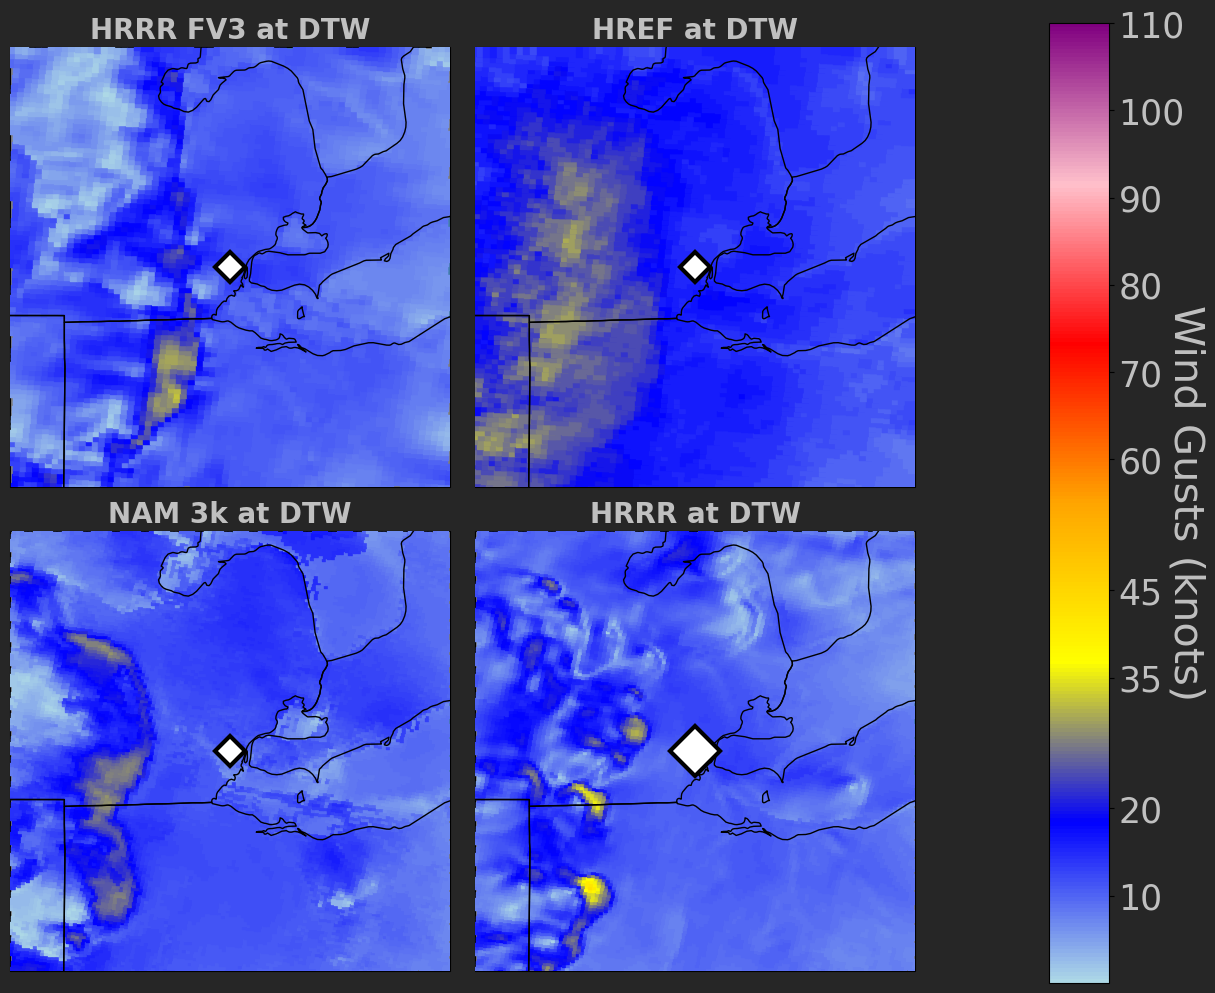 HRRR FV3 at DTW
HREF at DTW
NAM 3k at DTW
HRRR at DTW
110
100
90
80
70
60
45
35
20
10
Wind Gusts (knots)